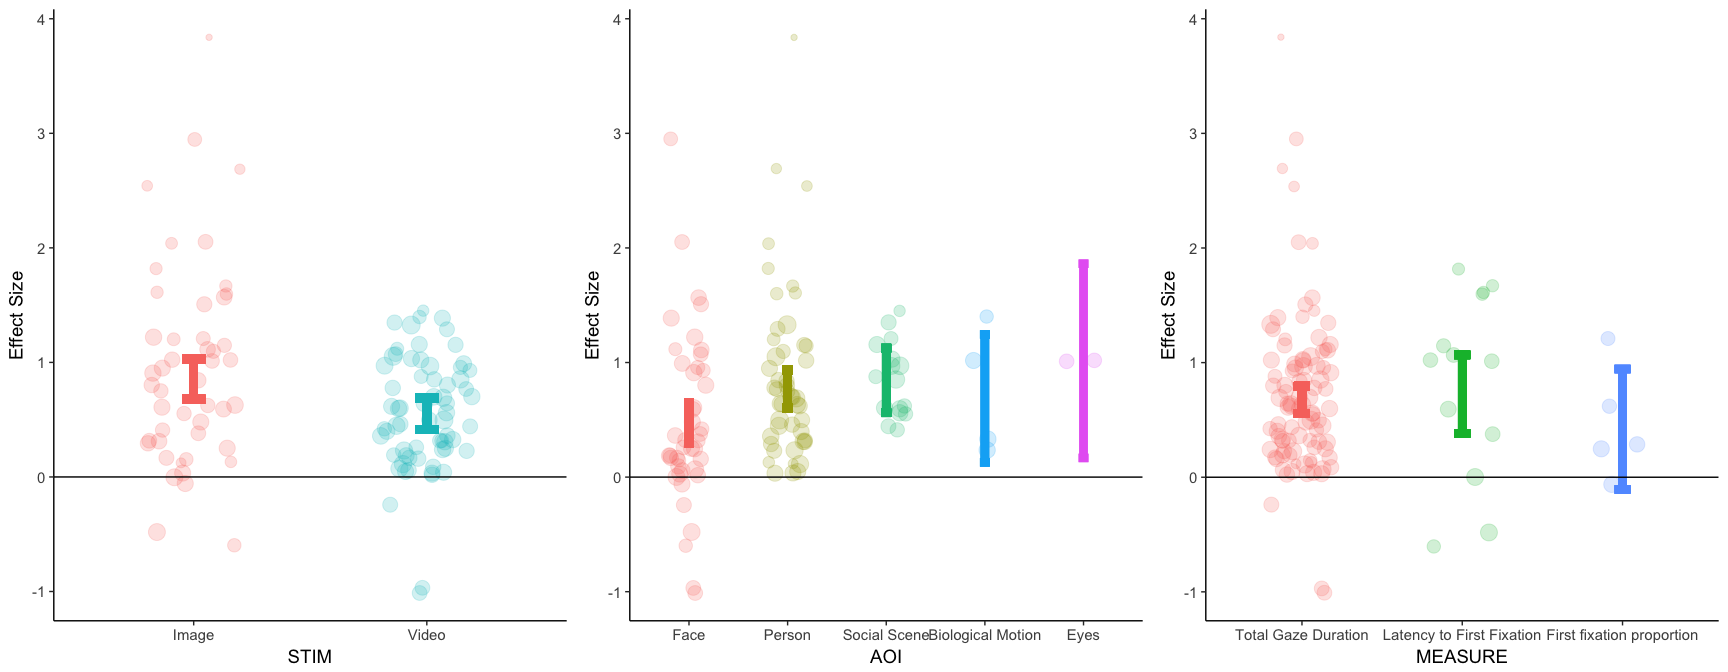 4
3
2
1
0
-1
Effect Size
Image Video
STIM
4
3
2
1
0
-1
Effect Size
Face Person Social Scene Biological Motion Eyes
AOI
4
3
2
1
0
-1
Effect Size
Total Gaze Duration Latency to First Fixation First fixation proportion
MEASURE